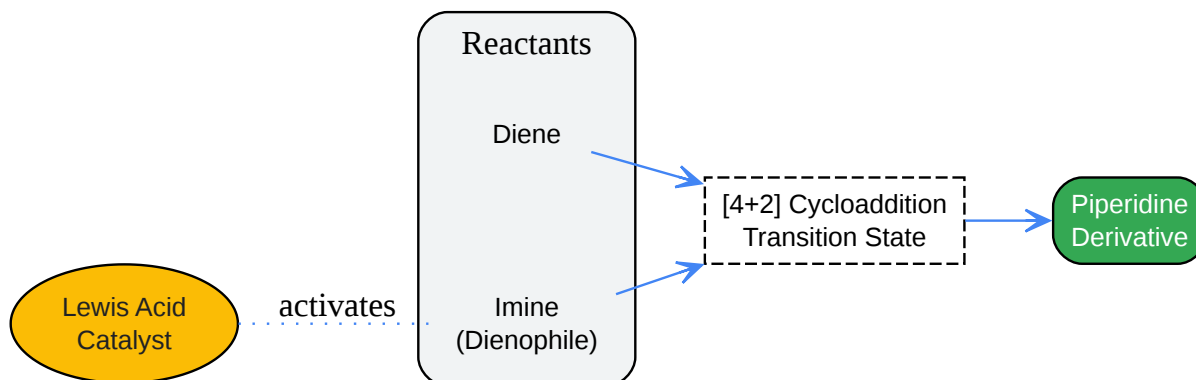 Reactants
Diene
[4+2] Cycloaddition
Transition State
Piperidine
Derivative
Lewis Acid
Catalyst
activates
Imine
(Dienophile)